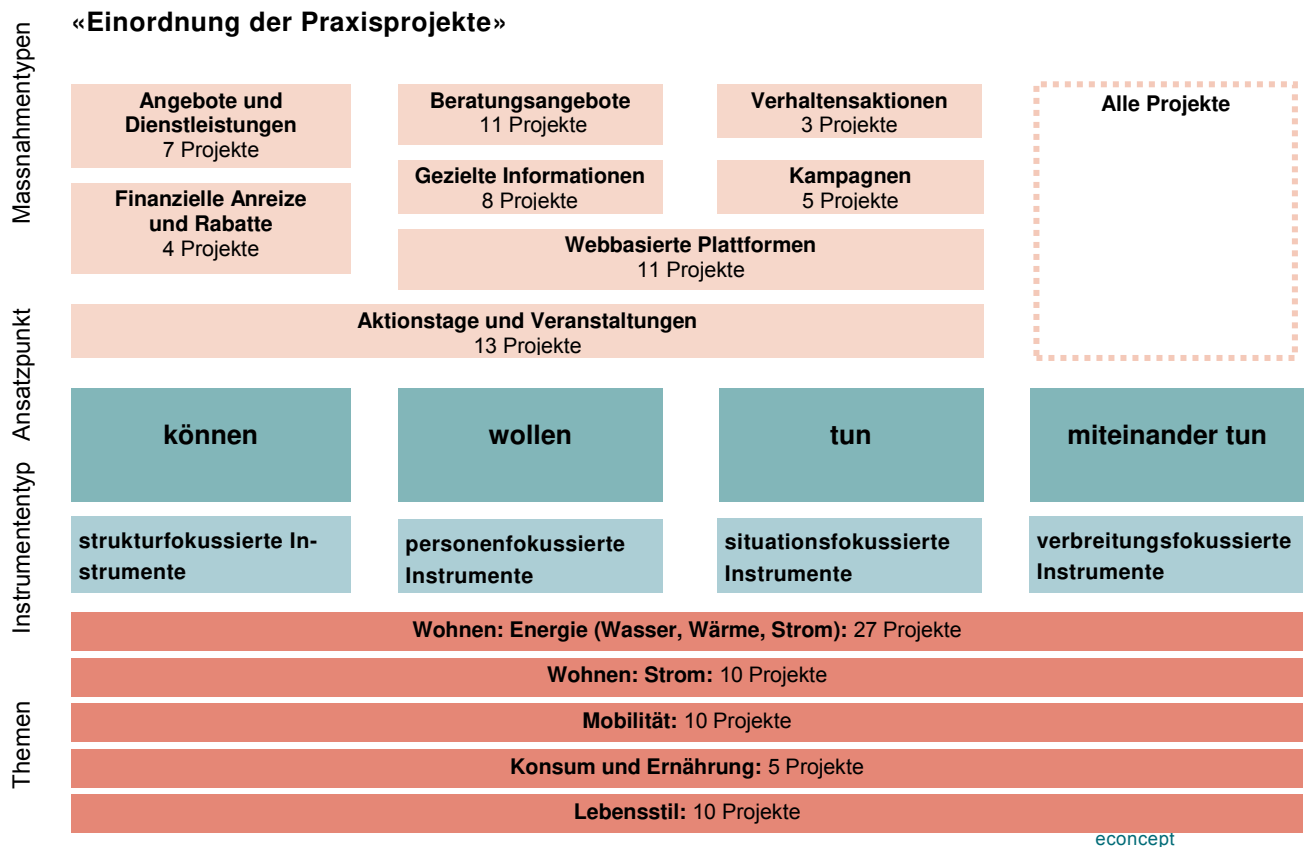 «Einordnung der Praxisprojekte»
Massnahmentypen
Angebote und
Dienstleistungen
7 Projekte
Finanzielle Anreize
und Rabatte
4 Projekte
Beratungsangebote
11 Projekte
Gezielte Informationen
8 Projekte
Verhaltensaktionen
3 Projekte
Kampagnen
5 Projekte
Webbasierte Plattformen
11 Projekte
Aktionstage und Veranstaltungen
13 Projekte
Alle Projekte
Ansatzpunkt
können
wollen
tun
miteinander tun
Instrumententyp
strukturfokussierte In-
strumente
personenfokussierte
Instrumente
situationsfokussierte
Instrumente
verbreitungsfokussierte
Instrumente
Themen
Wohnen: Energie (Wasser, Wärme, Strom): 27 Projekte
Wohnen: Strom: 10 Projekte
Mobilität: 10 Projekte
Konsum und Ernährung: 5 Projekte
Lebensstil: 10 Projekte
econcept